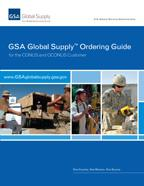 GSA
Global Supply
U.S. General Services Administration
GSA Global Supply™ Ordering Guide
for the CONUS and OCONUS Customer
www.GSAglobalsupply.gsa.gov